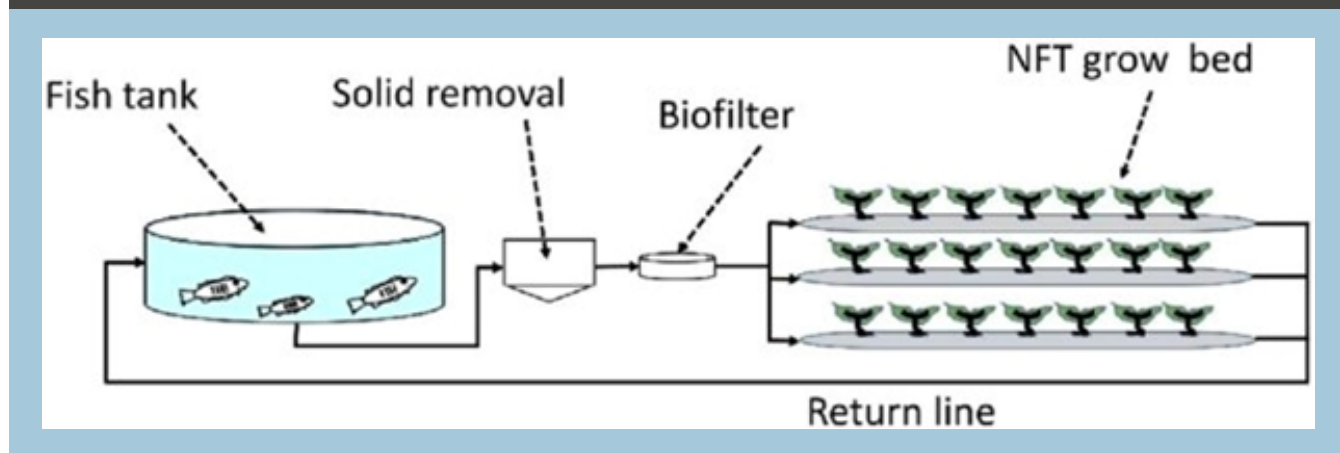 Fish tank
Solid removal
Biofilter
NFT grow bed
Return line